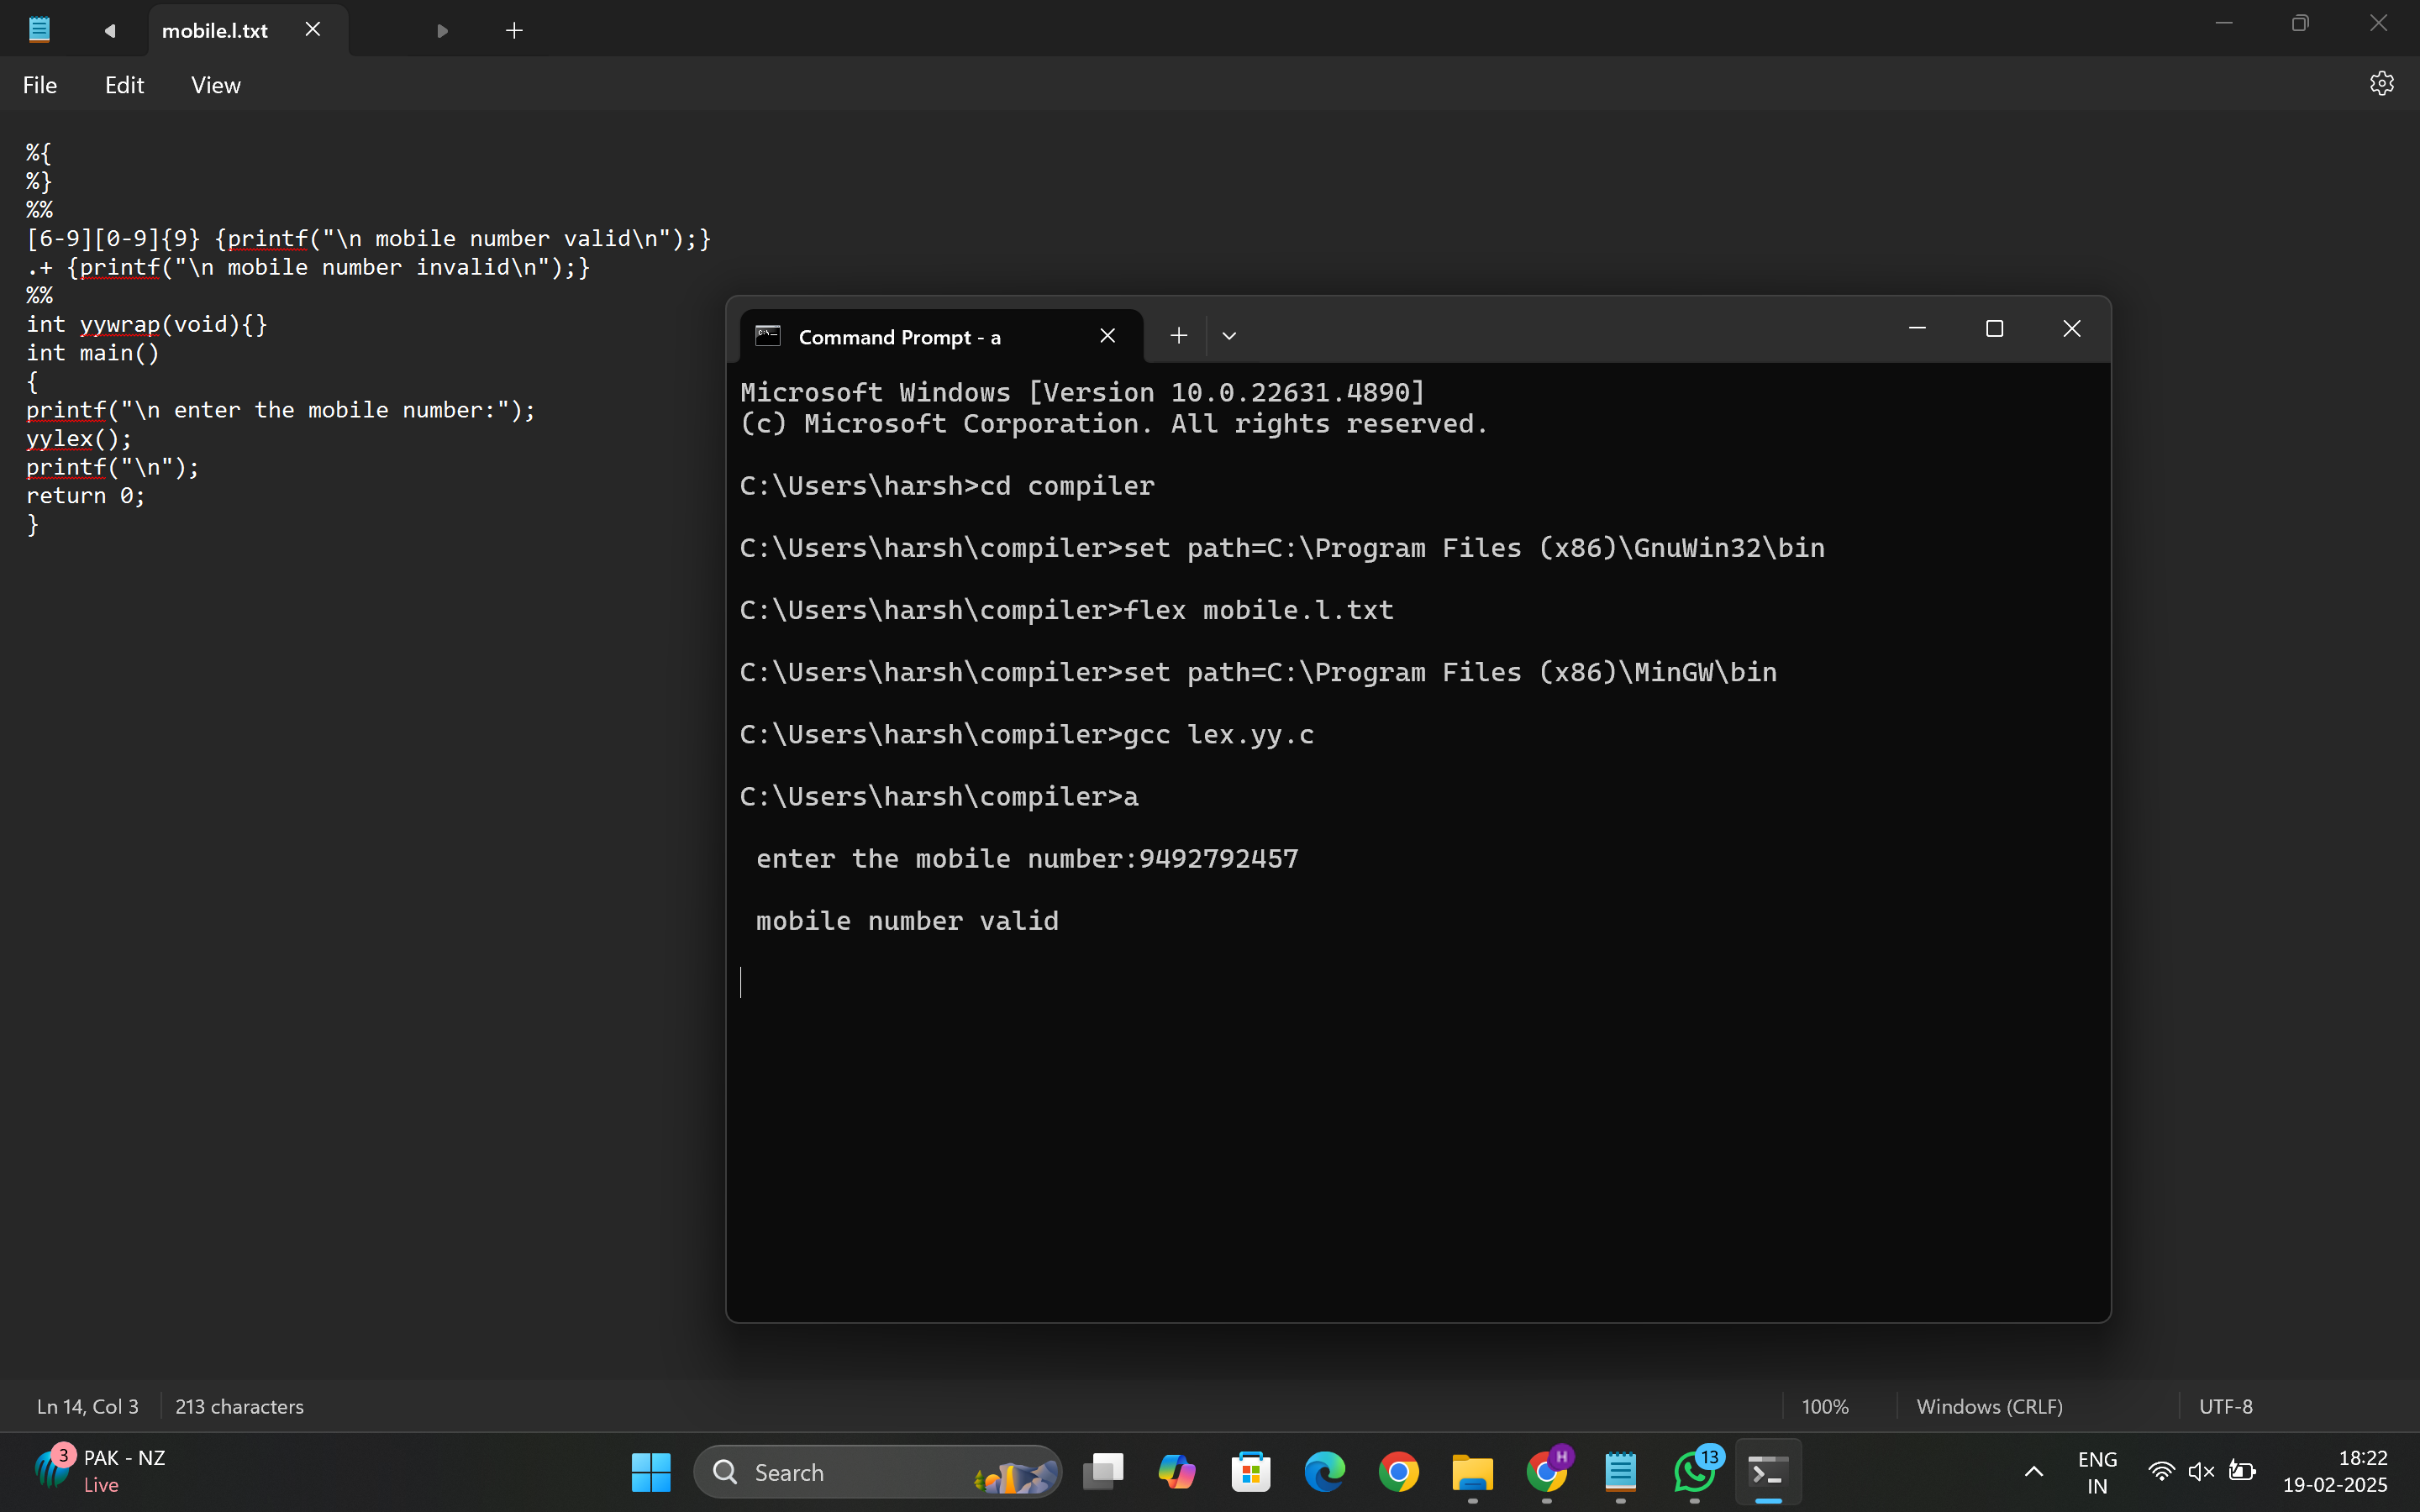 mobile.l.txt
File Edit View
%{
%}
%%
[6-9][0-9]{9} {printf("\n mobile number valid\n");}
.+ {printf("\n mobile number invalid\n");}
%%
int yywrap(void){}
int main()
{
printf("\n enter the mobile number:");
yylex();
printf("\n");
return 0;
}
Command Prompt - a
Microsoft Windows [Version 10.0.22631.4890]
(c) Microsoft Corporation. All rights reserved.
C:\Users\harsh>cd compiler
C:\Users\harsh\compiler>set path=C:\Program Files (x86)\GnuWin32\bin
C:\Users\harsh\compiler>flex mobile.l.txt
C:\Users\harsh\compiler>set path=C:\Program Files (x86)\MinGW\bin
C:\Users\harsh\compiler>gcc lex.yy.c
C:\Users\harsh\compiler>a
enter the mobile number:9492792457
mobile number valid
Ln 14, Col 3 213 characters 100% Windows (CRLF) UTF-8
3 PAK - NZ
Live
Search
H
13
ENG
IN
18:22
19-02-2025